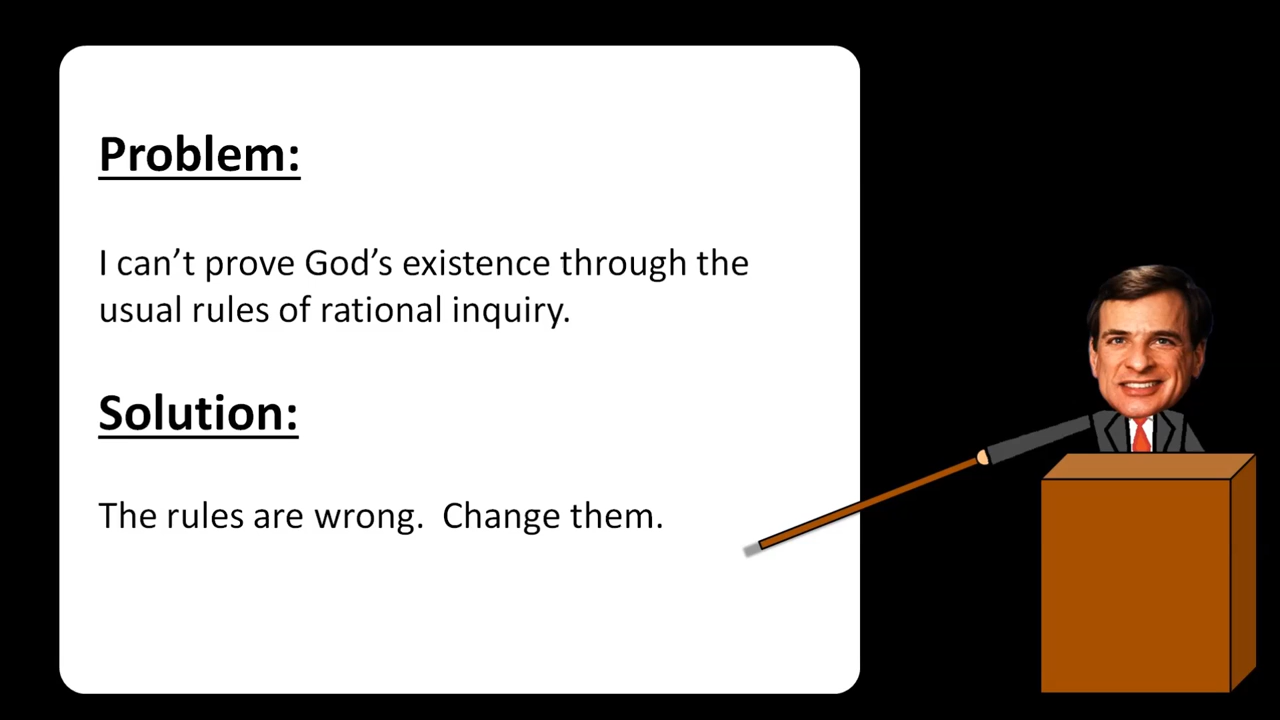 Problem:
I can’t prove God’s existence through the
usual rules of rational inquiry.
Solution:
The rules are wrong.  Change them.